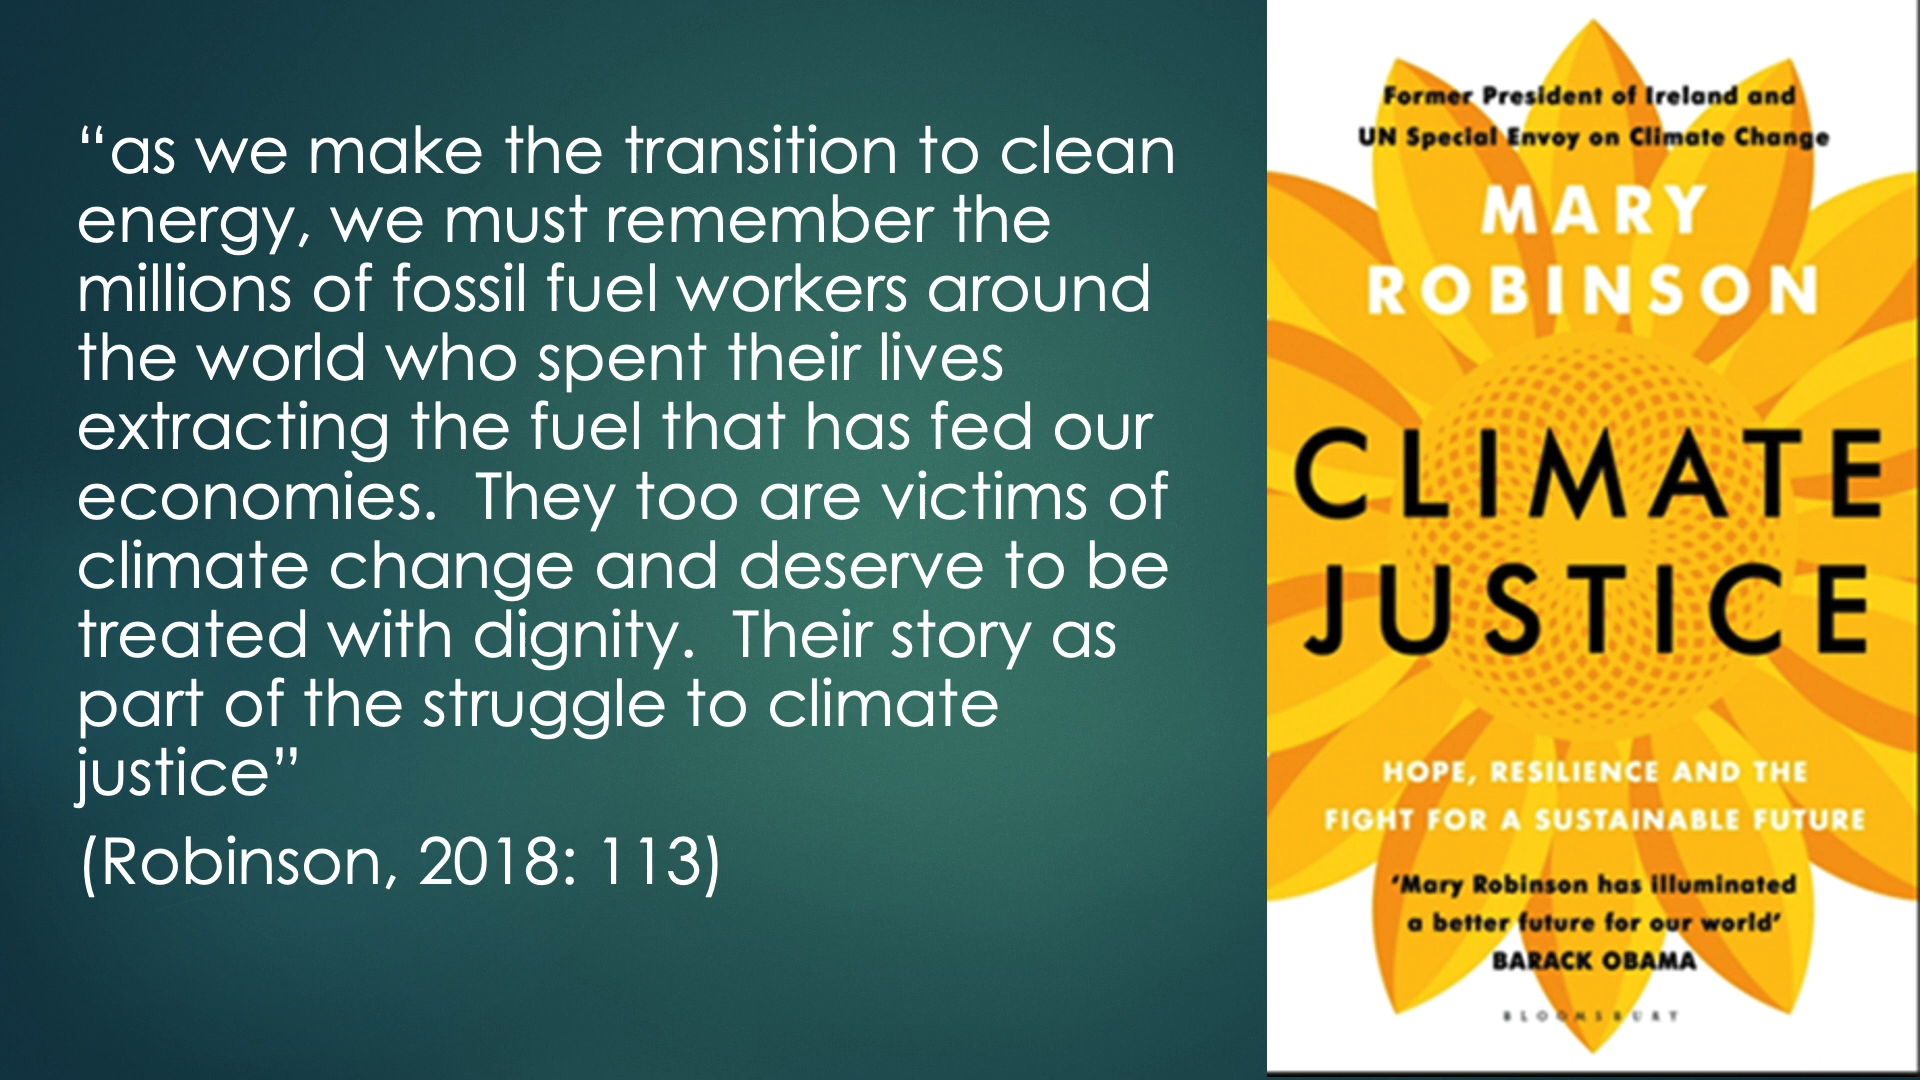 “as we make the transition to clean
energy, we must remember the
millions of fossil fuel workers around
the world who spent their lives
extracting the fuel that has fed our
economies.  They too are victims of
climate change and deserve to be
treated with dignity.  Their story as
part of the struggle to climate
justice”
(Robinson, 2018: 113)
Former President of Ireland and
UN Special Envoy on Climate Change
MARY
ROBINSON
CLIMATE
JUSTICE
HOPE, RESILIENCE AND THE
FIGHT FOR A SUSTAINABLE FUTURE
‘Mary Robinson has illuminated
a better future for our world’
BARACK OBAMA
BLOOMSBURY